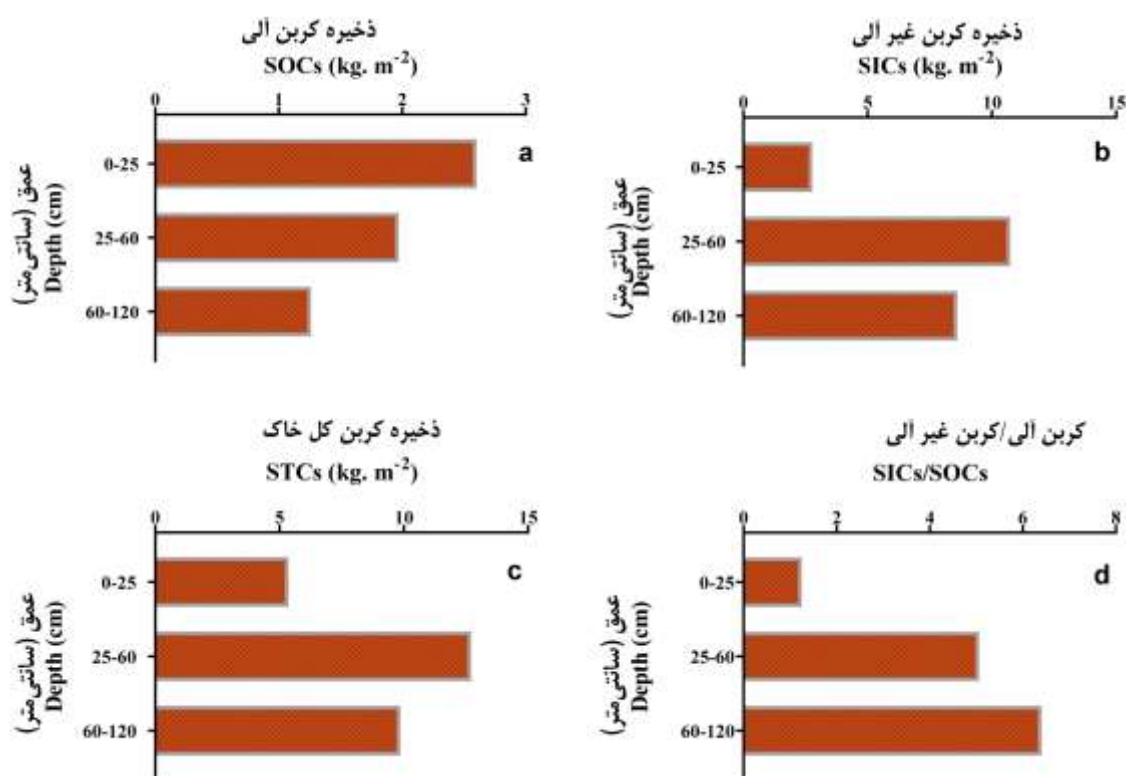 ذخیره کربن آلی
SOCs (kg. m⁻²)
0 1 2 3
عمق (سانتی‌متر)
Depth (cm)
0-25
25-60
60-120
a
ذخیره کربن غیر آلی
SICs (kg. m⁻²)
0 5 10 15
عمق (سانتی‌متر)
Depth (cm)
0-25
25-60
60-120
b
ذخیره کربن کل خاک
STCs (kg. m⁻²)
0 5 10 15
عمق (سانتی‌متر)
Depth (cm)
0-25
25-60
60-120
c
کربن آلی/کربن غیر آلی
SICs/SOCs
0 2 4 6 8
عمق (سانتی‌متر)
Depth (cm)
0-25
25-60
60-120
d